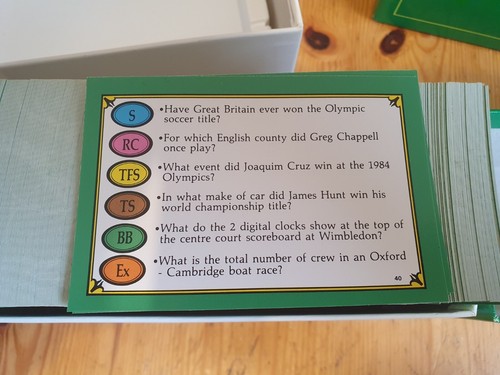 S •Have Great Britain ever won the Olympic
soccer title?
RC •For which English county did Greg Chappell
once play?
TFS •What event did Joaquim Cruz win at the 1984
Olympics?
TS •In what make of car did James Hunt win his
world championship title?
BB •What do the 2 digital clocks show at the top of
the centre court scoreboard at Wimbledon?
Ex •What is the total number of crew in an Oxford
- Cambridge boat race?
40